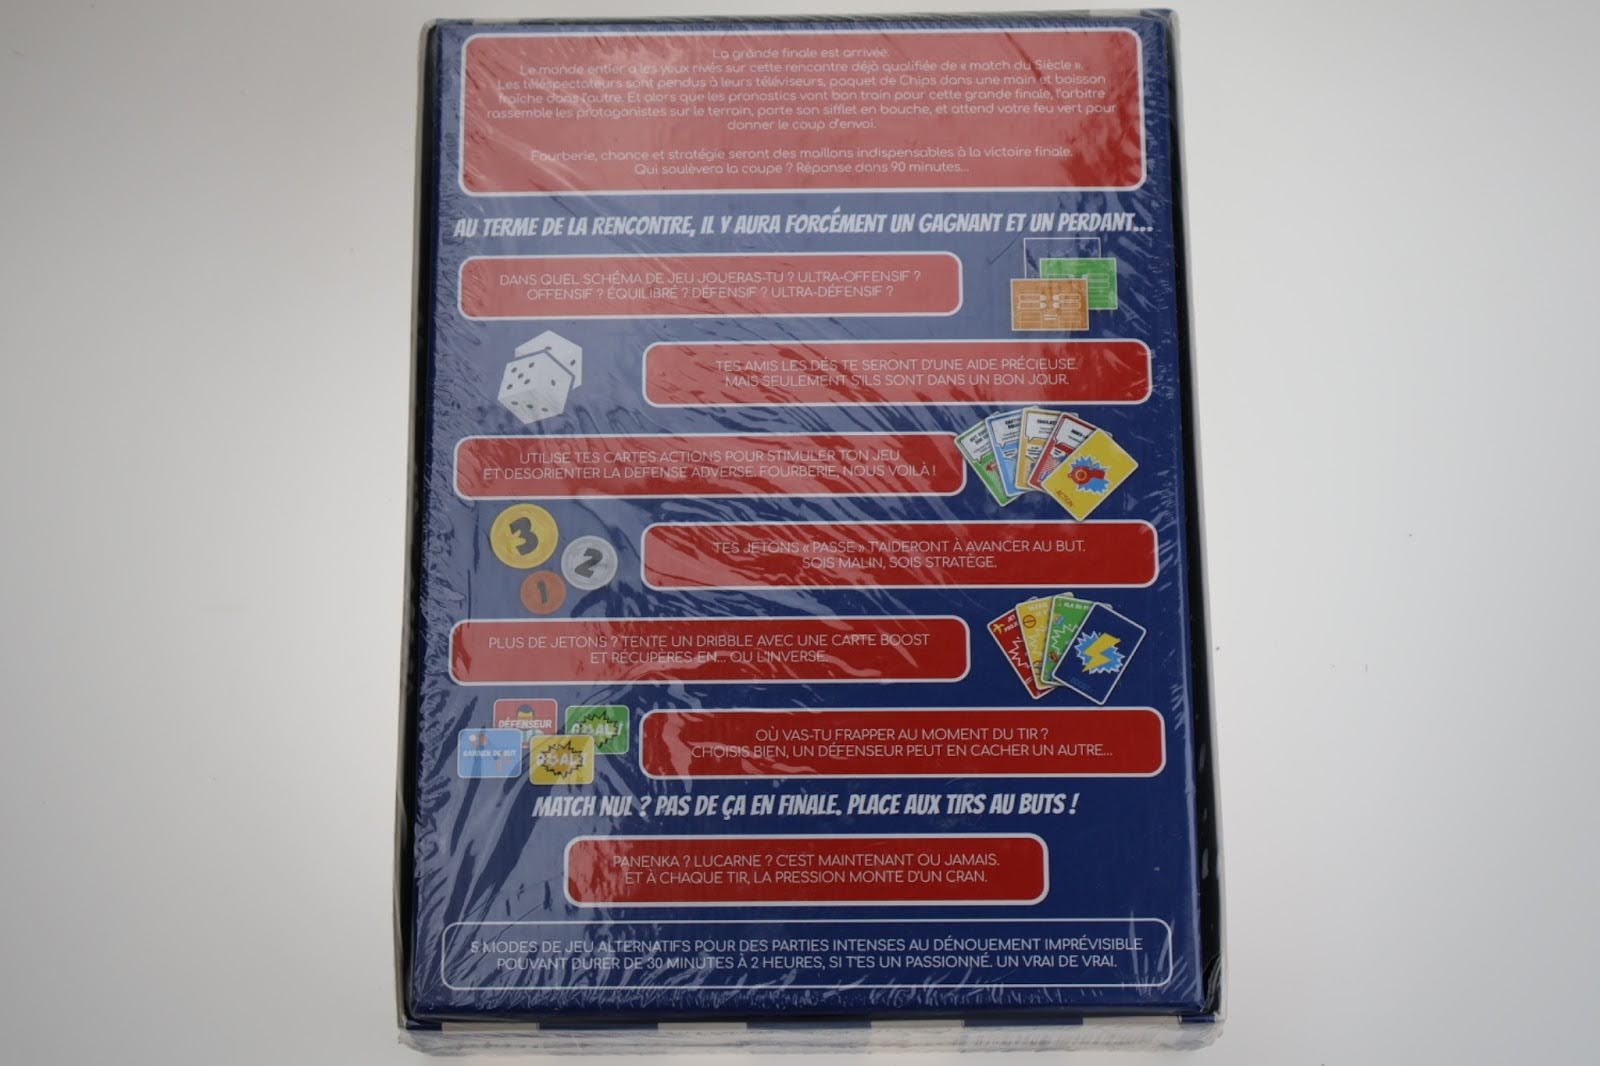 La grande finale est arrivée.
Le monde entier a les yeux rivés sur cette rencontre déjà qualifiée de « match du Siècle ».
Les téléspectateurs sont pendus à leurs téléviseurs, paquet de Chips dans une main et boisson
fraîche dans l'autre. Et alors que les pronostics vont bon train pour cette grande finale, l'arbitre
rassemble les protagonistes sur le terrain, porte son sifflet en bouche, et attend votre feu vert pour
donner le coup d'envoi.
Fourberie, chance et stratégie seront des maillons indispensables à la victoire finale.
Qui soulèvera la coupe ? Réponse dans 90 minutes...
AU TERME DE LA RENCONTRE, IL Y AURA FORCÉMENT UN GAGNANT ET UN PERDANT...
DANS QUEL SCHÉMA DE JEU JOUERAS-TU ? ULTRA-OFFENSIF ?
OFFENSIF ? ÉQUILIBRÉ ? DÉFENSIF ? ULTRA-DÉFENSIF ?
TES AMIS LES DÉS TE SERONT D'UNE AIDE PRÉCIEUSE.
MAIS SEULEMENT S'ILS SONT DANS UN BON JOUR.
UTILISE TES CARTES ACTIONS POUR STIMULER TON JEU
ET DESORIENTER LA DEFENSE ADVERSE. FOURBERIE, NOUS VOILÀ !
ACTION
3
2
1
TES JETONS « PASSE » T'AIDERONT À AVANCER AU BUT.
SOIS MALIN, SOIS STRATÈGE.
PLUS DE JETONS ? TENTE UN DRIBBLE AVEC UNE CARTE BOOST
ET RÉCUPÈRES-EN... OU L'INVERSE.
DÉFENSEUR
GOAL!
GARDIEN DE BUT
GOAL!
OÙ VAS-TU FRAPPER AU MOMENT DU TIR ?
CHOISIS BIEN, UN DÉFENSEUR PEUT EN CACHER UN AUTRE...
MATCH NUL ? PAS DE ÇA EN FINALE. PLACE AUX TIRS AU BUTS !
PANENKA ? LUCARNE ? C'EST MAINTENANT OU JAMAIS.
ET À CHAQUE TIR, LA PRESSION MONTE D'UN CRAN.
5 MODES DE JEU ALTERNATIFS POUR DES PARTIES INTENSES AU DÉNOUEMENT IMPRÉVISIBLE
POUVANT DURER DE 30 MINUTES À 2 HEURES, SI T'ES UN PASSIONNÉ. UN VRAI DE VRAI.